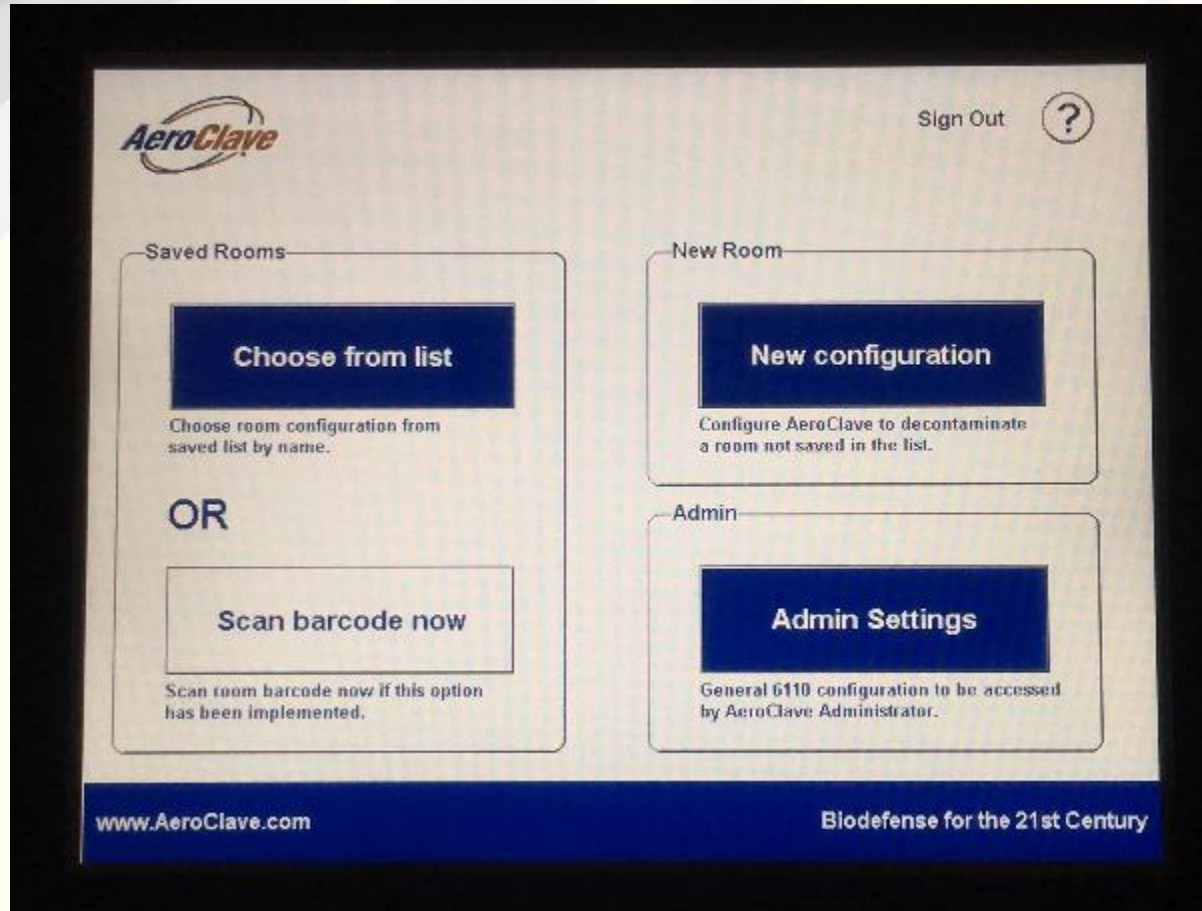 AeroClave
Sign Out
?
Saved Rooms
Choose from list
Choose room configuration from
saved list by name.
OR
Scan barcode now
Scan room barcode now if this option
has been implemented.
New Room
New configuration
Configure AeroClave to decontaminate
a room not saved in the list.
Admin
Admin Settings
General 6110 configuration to be accessed
by AeroClave Administrator.
www.AeroClave.com
Biodefense for the 21st Century